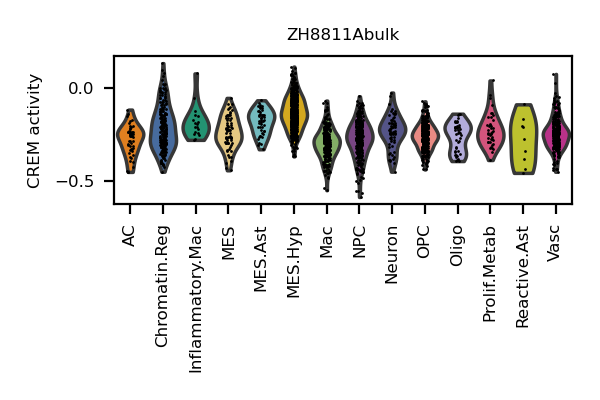 ZH8811Abulk
CREM activity
0.0
−0.5
AC
Chromatin.Reg
Inflammatory.Mac
MES
MES.Ast
MES.Hyp
Mac
NPC
Neuron
OPC
Oligo
Prolif.Metab
Reactive.Ast
Vasc